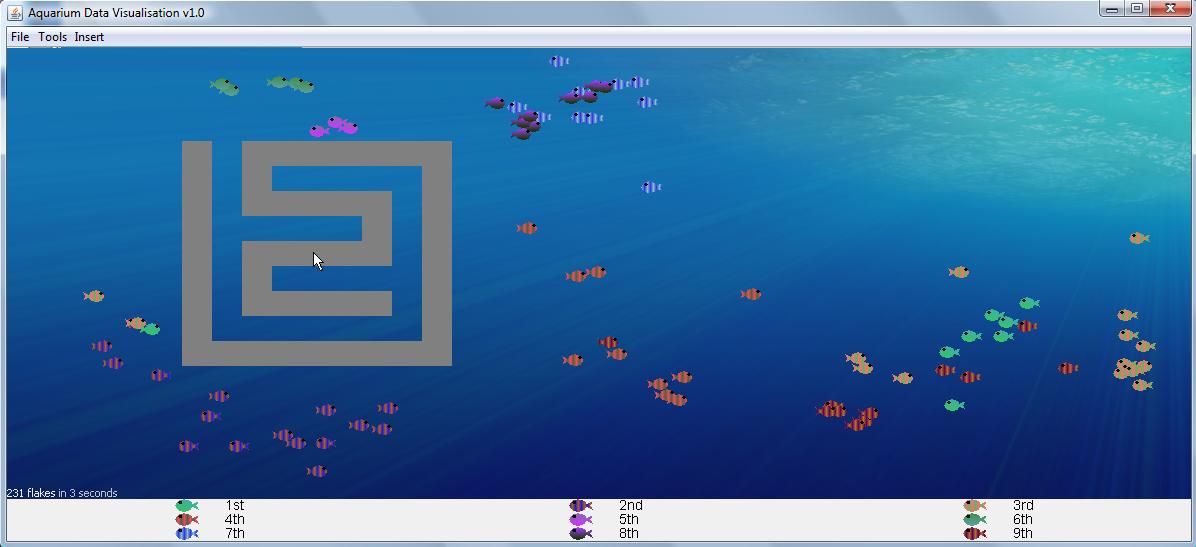 Aquarium Data Visualisation v1.0
File Tools Insert
231 flakes in 3 seconds
1st 2nd 3rd
4th 5th 6th
7th 8th 9th